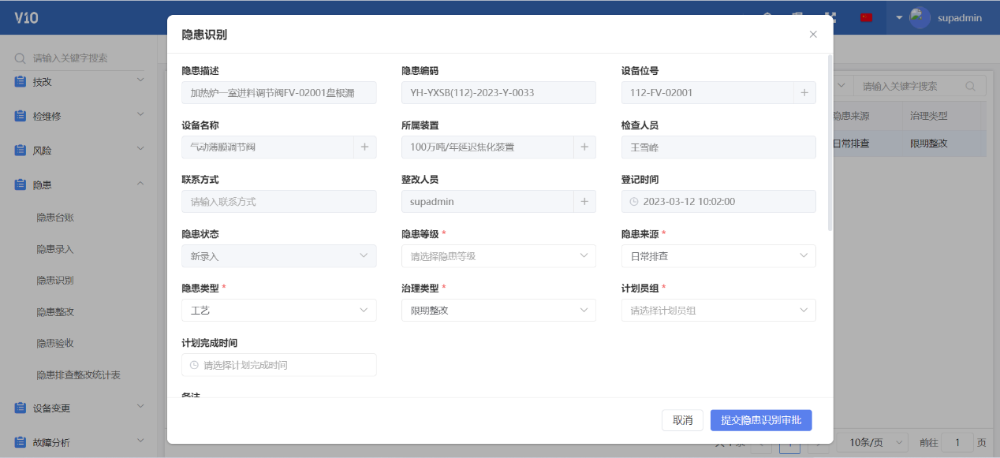 V10
supadmin
请输入关键字搜索
技改
检维修
风险
隐患
隐患台账
隐患录入
隐患识别
隐患整改
隐患验收
隐患排查整改统计表
设备变更
故障分析
隐患识别
隐患描述 隐患编码 设备位号
加热炉一室进料调节阀FV-02001盘根漏 YH-YXSB(112)-2023-Y-0033 112-FV-02001
设备名称 所属装置 检查人员
气动薄膜调节阀 100万吨/年延迟焦化装置 王雪峰
联系方式 整改人员 登记时间
请输入联系方式 supadmin 2023-03-12 10:02:00
隐患状态 隐患等级 * 隐患来源 *
新录入 请选择隐患等级 日常排查
隐患类型 * 治理类型 * 计划员组 *
工艺 限期整改 请选择计划员组
计划完成时间
请选择计划完成时间
备注
取消 提交隐患识别审批
请输入关键字搜索
隐患来源 治理类型
日常排查 限期整改
10条/页 前往 1 页